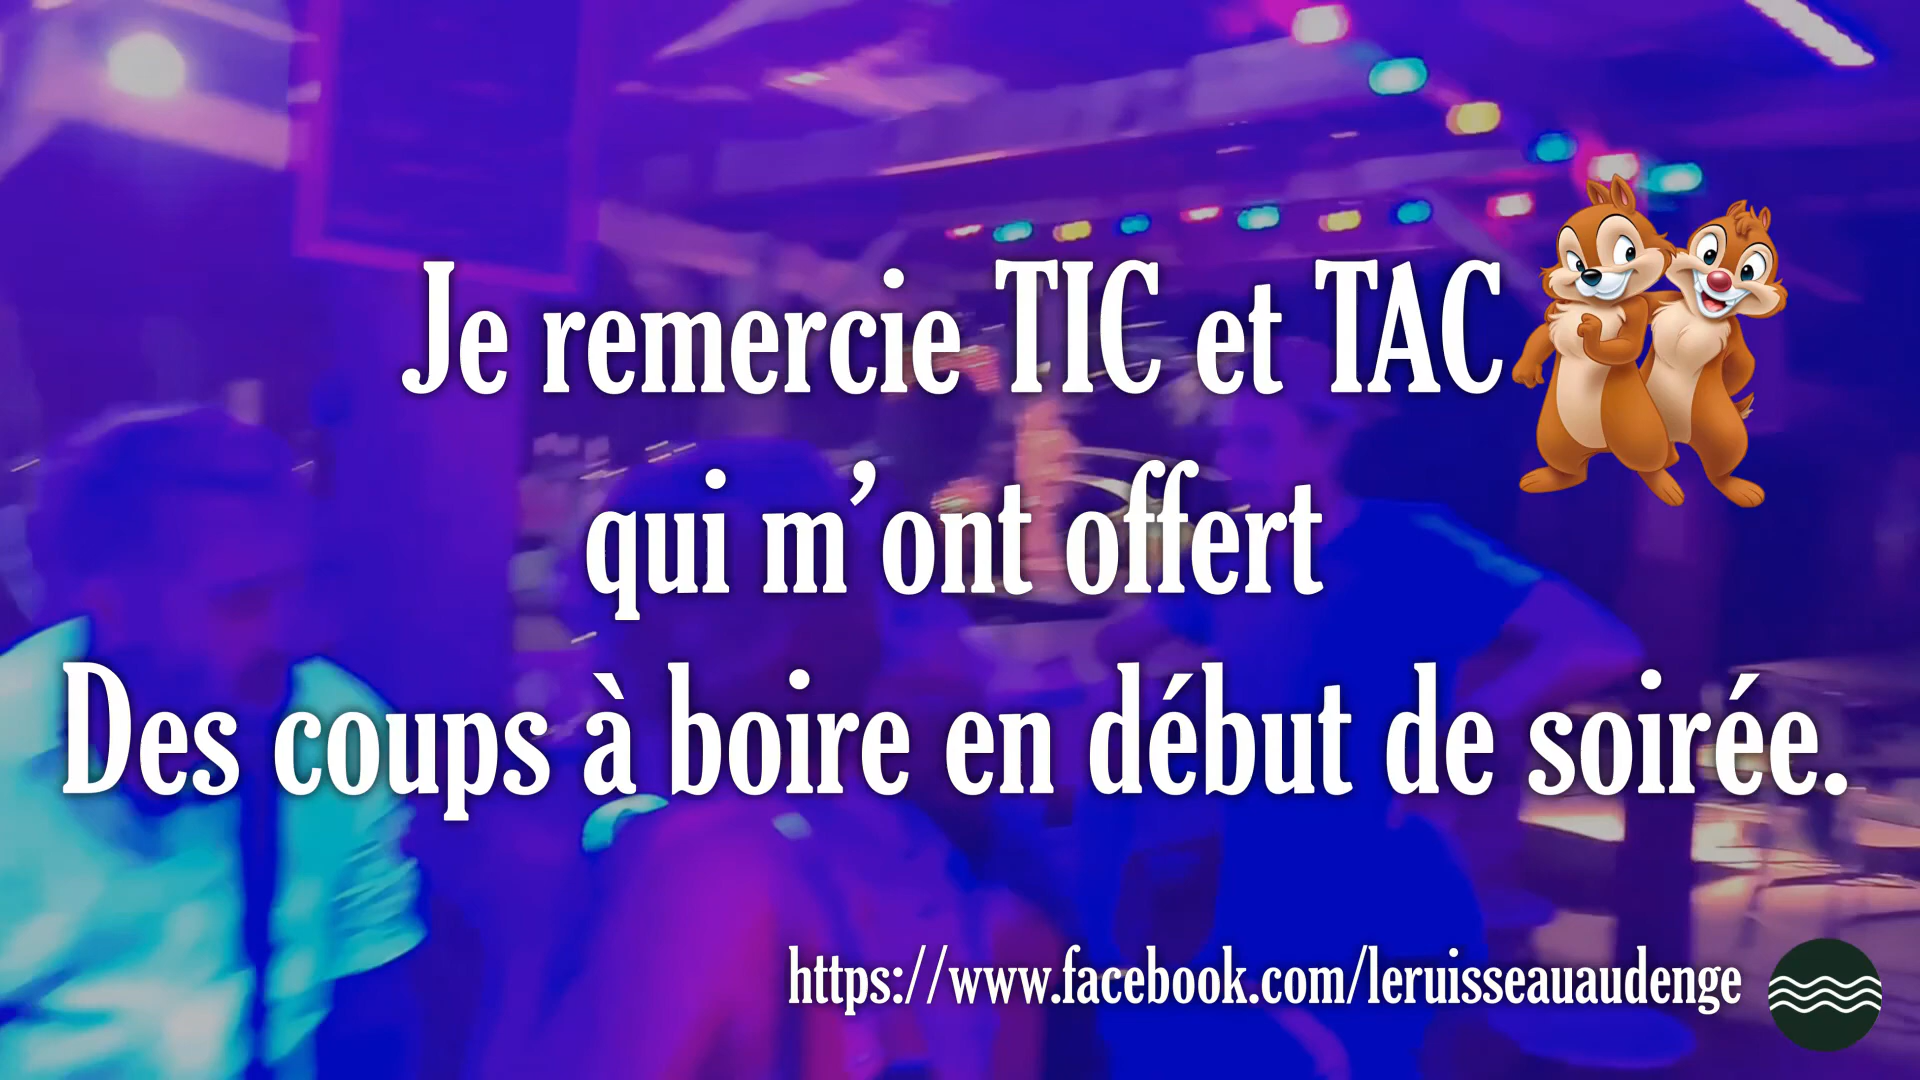 Je remercie TIC et TAC
qui m’ont offert
Des coups à boire en début de soirée.
https://www.facebook.com/leruisseauaudenge